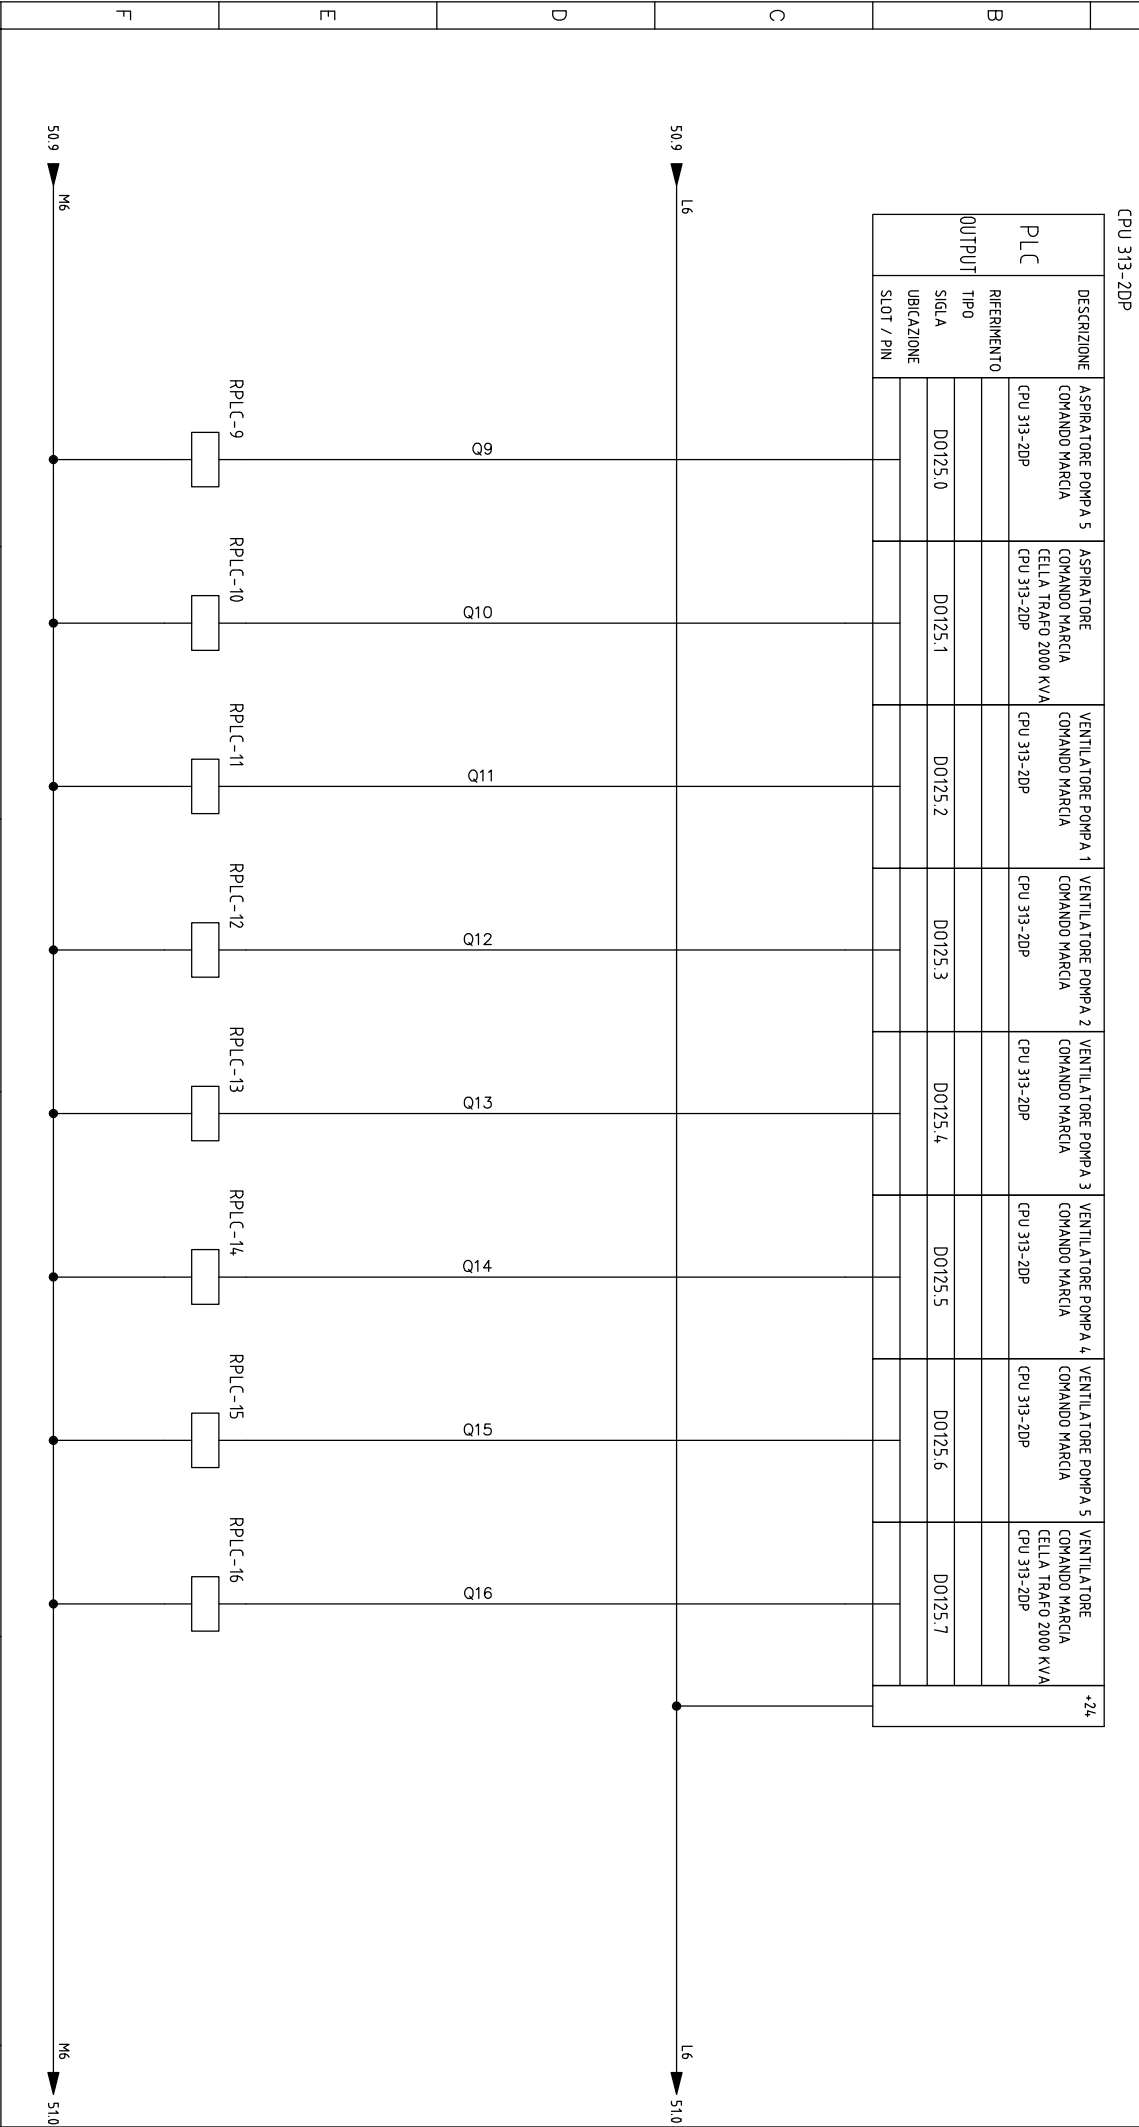 F
E
D
C
B
CPU 313-2DP
PLC
OUTPUT
DESCRIZIONE
RIFERIMENTO
TIPO
SIGLA
UBICAZIONE
SLOT / PIN
ASPIRATORE POMPA 5
COMANDO MARCIA
CPU 313-2DP
DO125.0
ASPIRATORE
COMANDO MARCIA
CELLA TRAFO 2000 KVA
CPU 313-2DP
DO125.1
VENTILATORE POMPA 1
COMANDO MARCIA
CPU 313-2DP
DO125.2
VENTILATORE POMPA 2
COMANDO MARCIA
CPU 313-2DP
DO125.3
VENTILATORE POMPA 3
COMANDO MARCIA
CPU 313-2DP
DO125.4
VENTILATORE POMPA 4
COMANDO MARCIA
CPU 313-2DP
DO125.5
VENTILATORE POMPA 5
COMANDO MARCIA
CPU 313-2DP
DO125.6
VENTILATORE
COMANDO MARCIA
CELLA TRAFO 2000 KVA
CPU 313-2DP
DO125.7
+24
50.9
L6
L6
51.0
Q9
Q10
Q11
Q12
Q13
Q14
Q15
Q16
RPLC-9
RPLC-10
RPLC-11
RPLC-12
RPLC-13
RPLC-14
RPLC-15
RPLC-16
50.9
M6
M6
51.0